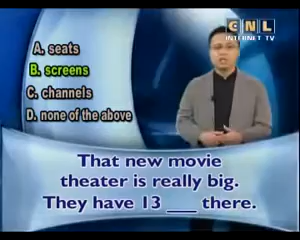 GNL
INTERNET TV
A. seats
B. screens
C. channels
D. none of the above
That new movie
theater is really big.
They have 13 ___ there.